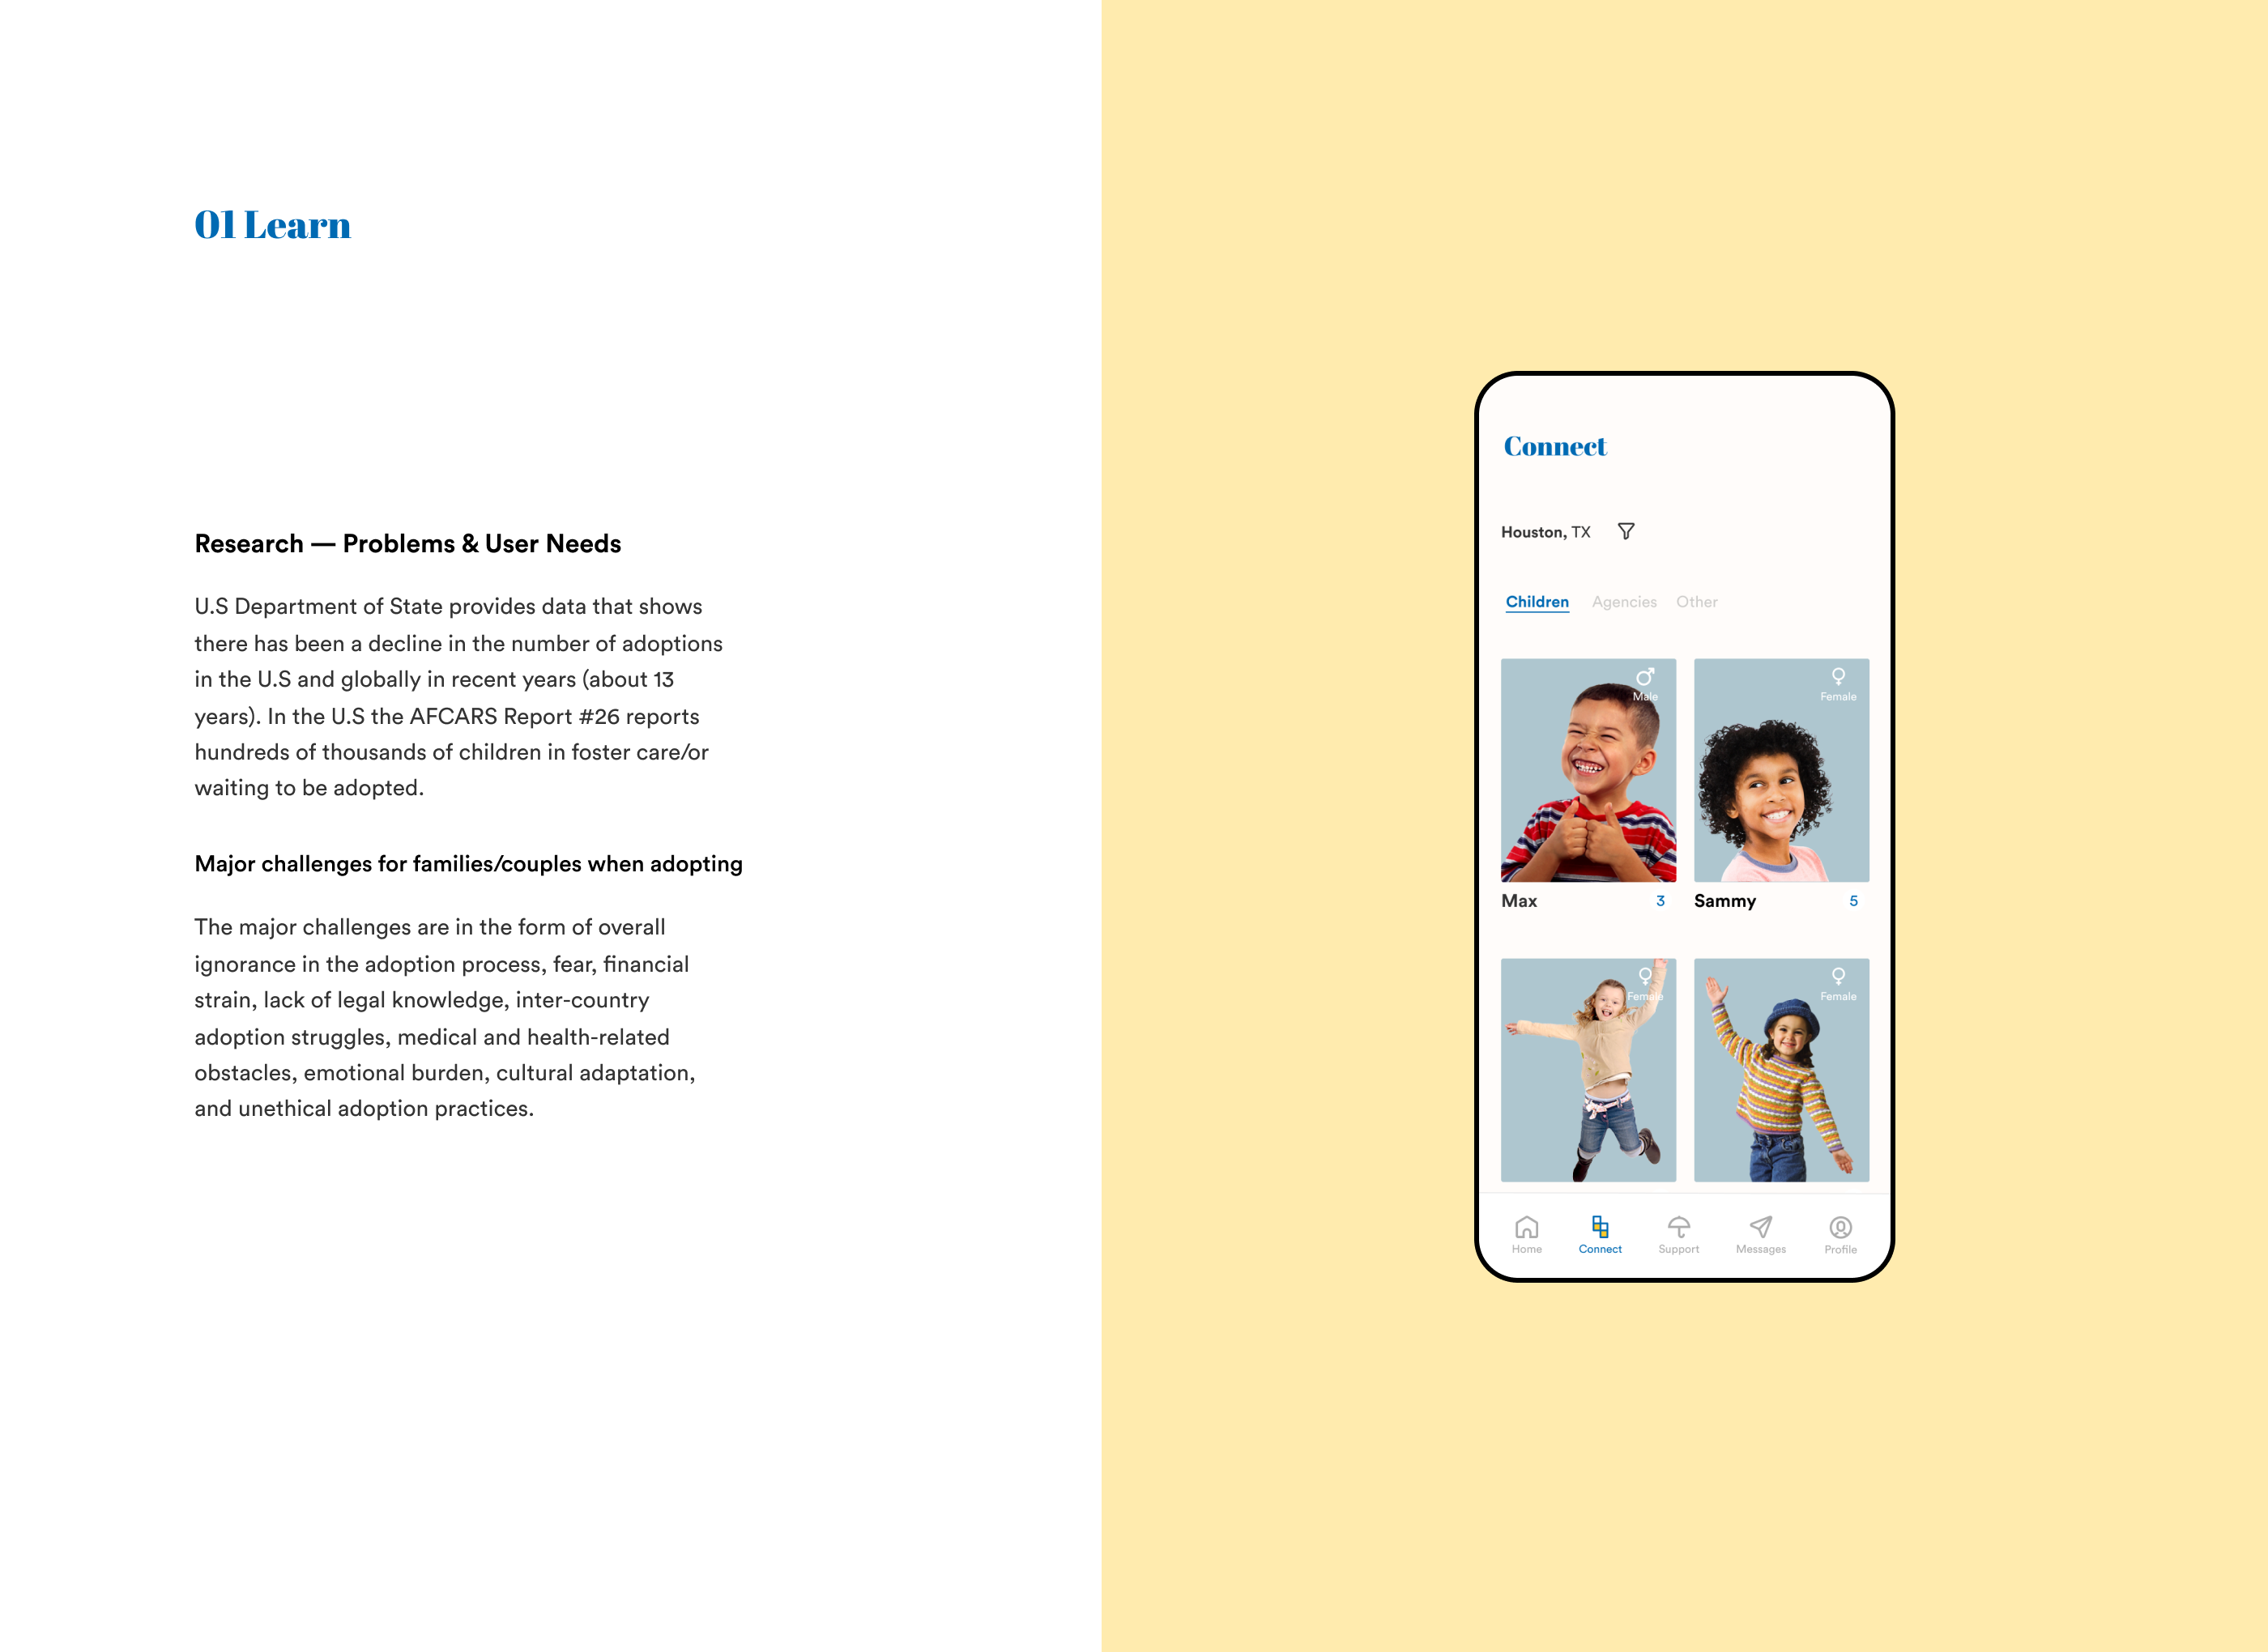 01 Learn
Research — Problems & User Needs
U.S Department of State provides data that shows
there has been a decline in the number of adoptions
in the U.S and globally in recent years (about 13
years). In the U.S the AFCARS Report #26 reports
hundreds of thousands of children in foster care/or
waiting to be adopted.
Major challenges for families/couples when adopting
The major challenges are in the form of overall
ignorance in the adoption process, fear, financial
strain, lack of legal knowledge, inter-country
adoption struggles, medical and health-related
obstacles, emotional burden, cultural adaptation,
and unethical adoption practices.
Connect
Houston, TX
Children Agencies Other
Male Female
Max 3 Sammy 5
Female Female
Home Connect Support Messages Profile